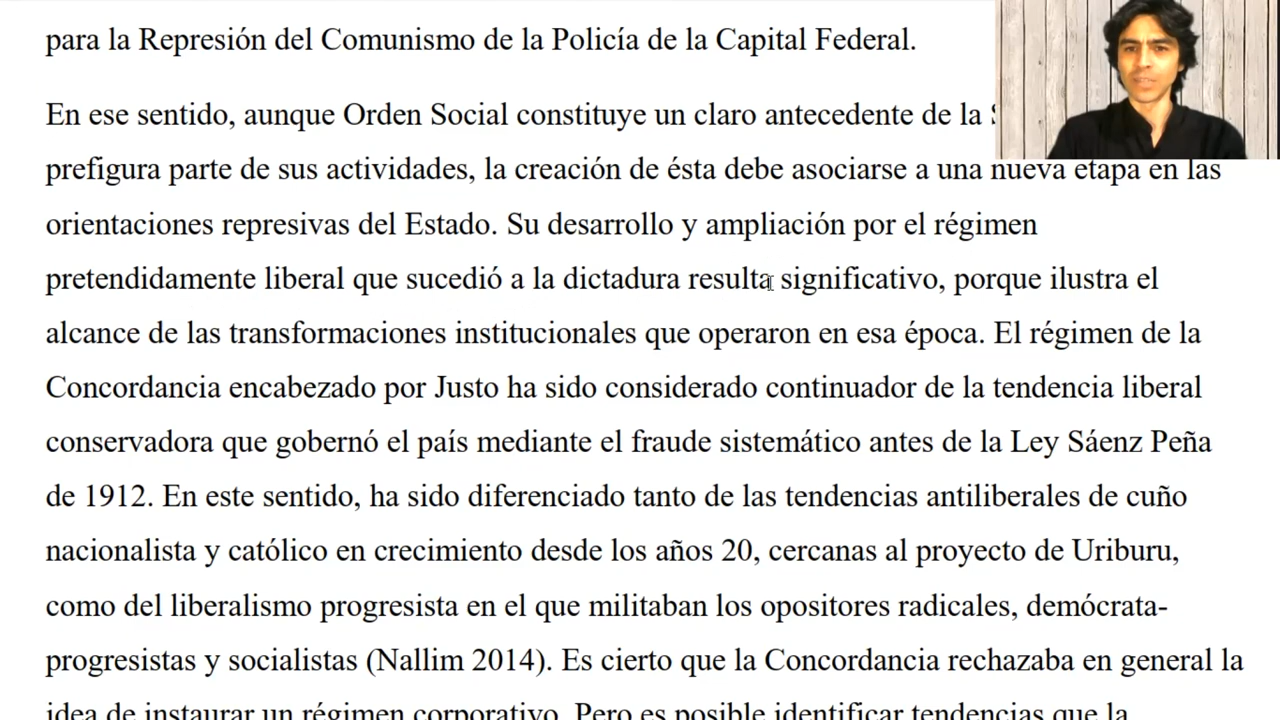 para la Represión del Comunismo de la Policía de la Capital Federal.
En ese sentido, aunque Orden Social constituye un claro antecedente de la
prefigura parte de sus actividades, la creación de ésta debe asociarse a una nueva etapa en las
orientaciones represivas del Estado. Su desarrollo y ampliación por el régimen
pretendidamente liberal que sucedió a la dictadura resulta significativo, porque ilustra el
alcance de las transformaciones institucionales que operaron en esa época. El régimen de la
Concordancia encabezado por Justo ha sido considerado continuador de la tendencia liberal
conservadora que gobernó el país mediante el fraude sistemático antes de la Ley Sáenz Peña
de 1912. En este sentido, ha sido diferenciado tanto de las tendencias antiliberales de cuño
nacionalista y católico en crecimiento desde los años 20, cercanas al proyecto de Uriburu,
como del liberalismo progresista en el que militaban los opositores radicales, demócrata-
progresistas y socialistas (Nallim 2014). Es cierto que la Concordancia rechazaba en general la
idea de instaurar un régimen corporativo. Pero es posible identificar tendencias que la